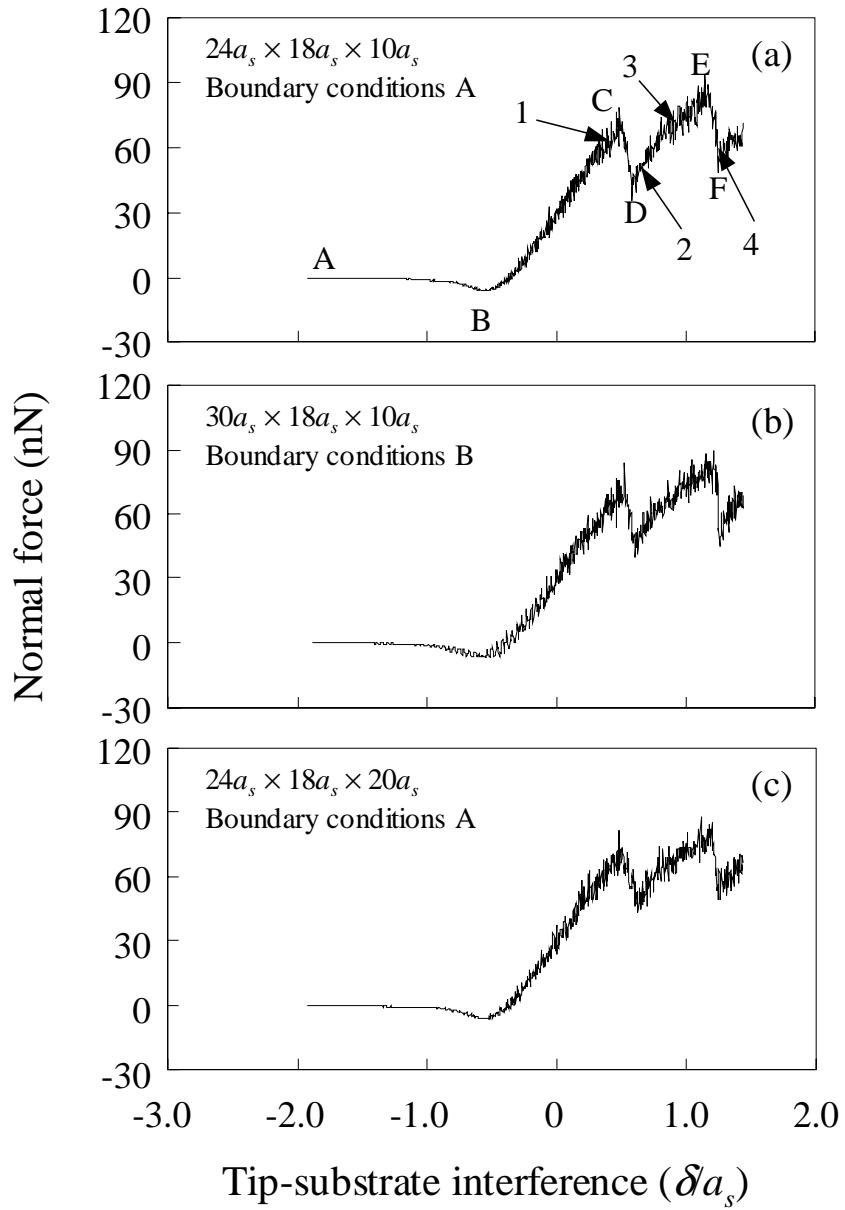 120
90
60
30
0
-30
24a_s × 18a_s × 10a_s
Boundary conditions A
(a)
A
B
C
D
E
F
1
2
3
4
120
90
60
30
0
-30
30a_s × 18a_s × 10a_s
Boundary conditions B
(b)
120
90
60
30
0
-30
24a_s × 18a_s × 20a_s
Boundary conditions A
(c)
-3.0 -2.0 -1.0 0 1.0 2.0
Normal force (nN)
Tip-substrate interference (δ/a_s)